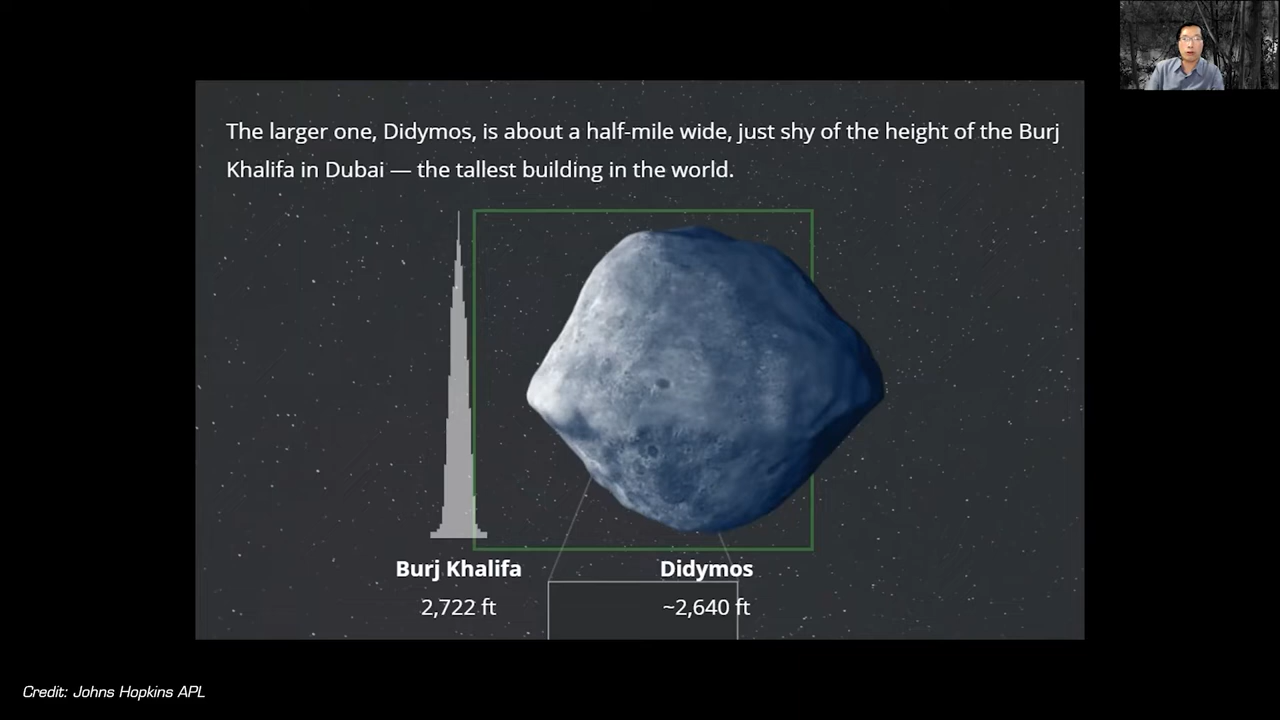 The larger one, Didymos, is about a half-mile wide, just shy of the height of the Burj
Khalifa in Dubai — the tallest building in the world.
Burj Khalifa
2,722 ft
Didymos
~2,640 ft
Credit: Johns Hopkins APL